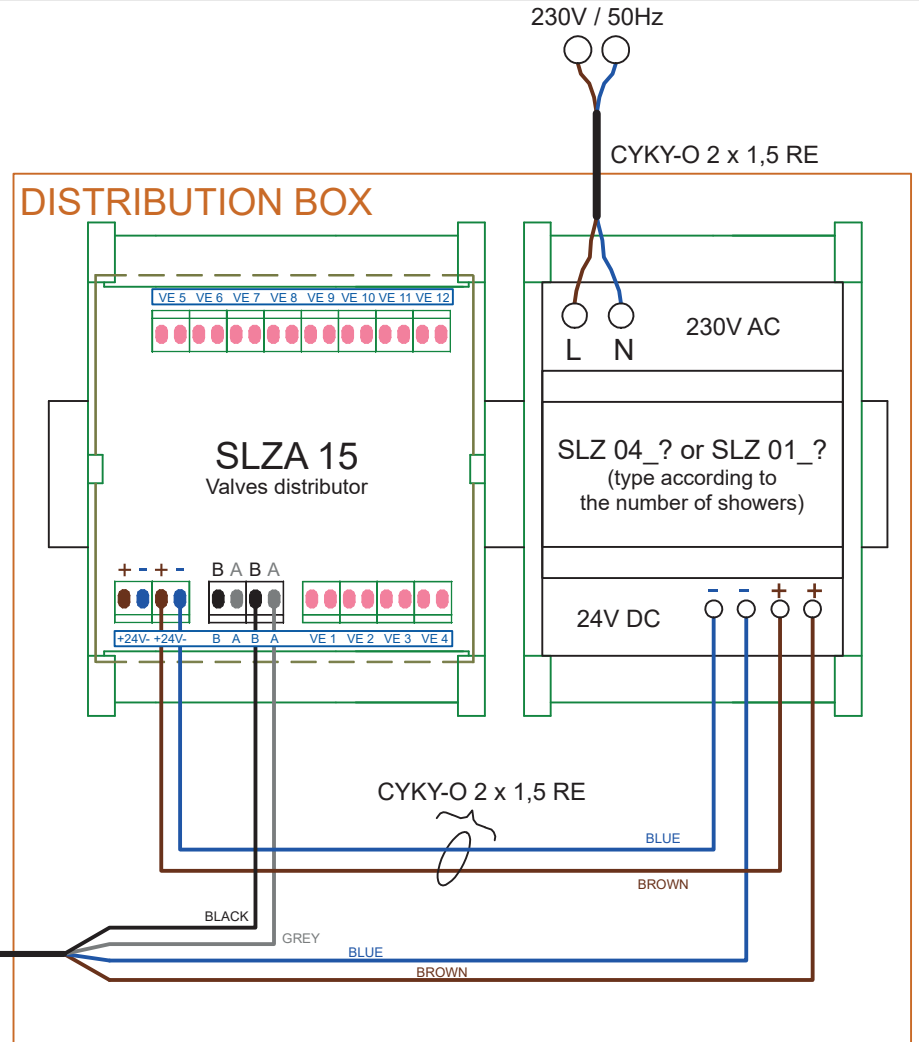 230V / 50Hz
CYKY-O 2 x 1,5 RE
DISTRIBUTION BOX
VE 5 VE 6 VE 7 VE 8 VE 9 VE 10 VE 11 VE 12
230V AC
L N
SLZA 15
Valves distributor
SLZ 04_? or SLZ 01_?
(type according to
the number of showers)
+ - + -
B A B A
- - + +
24V DC
+24V- +24V- B A B A VE 1 VE 2 VE 3 VE 4
CYKY-O 2 x 1,5 RE
BLUE
BROWN
BLACK
GREY
BLUE
BROWN